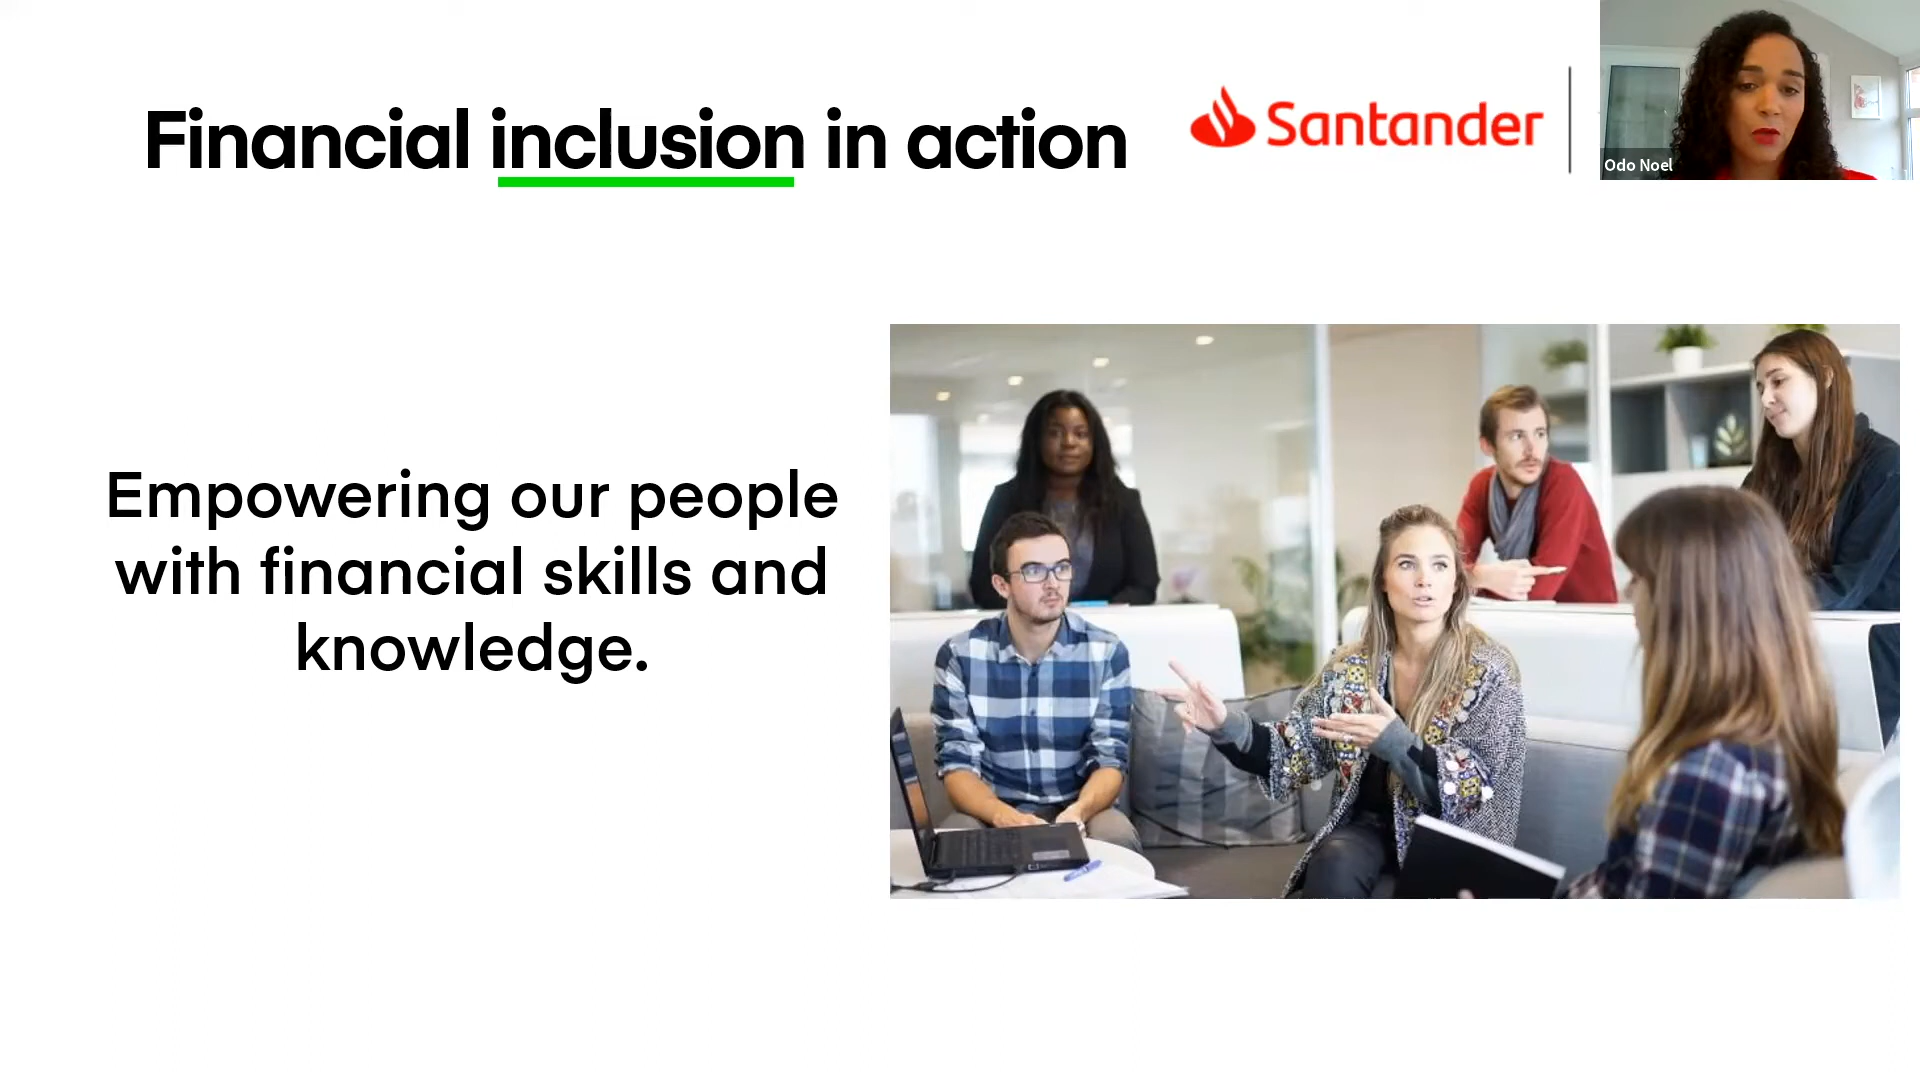 Financial inclusion in action
Santander
Odo Noel
Empowering our people
with financial skills and
knowledge.